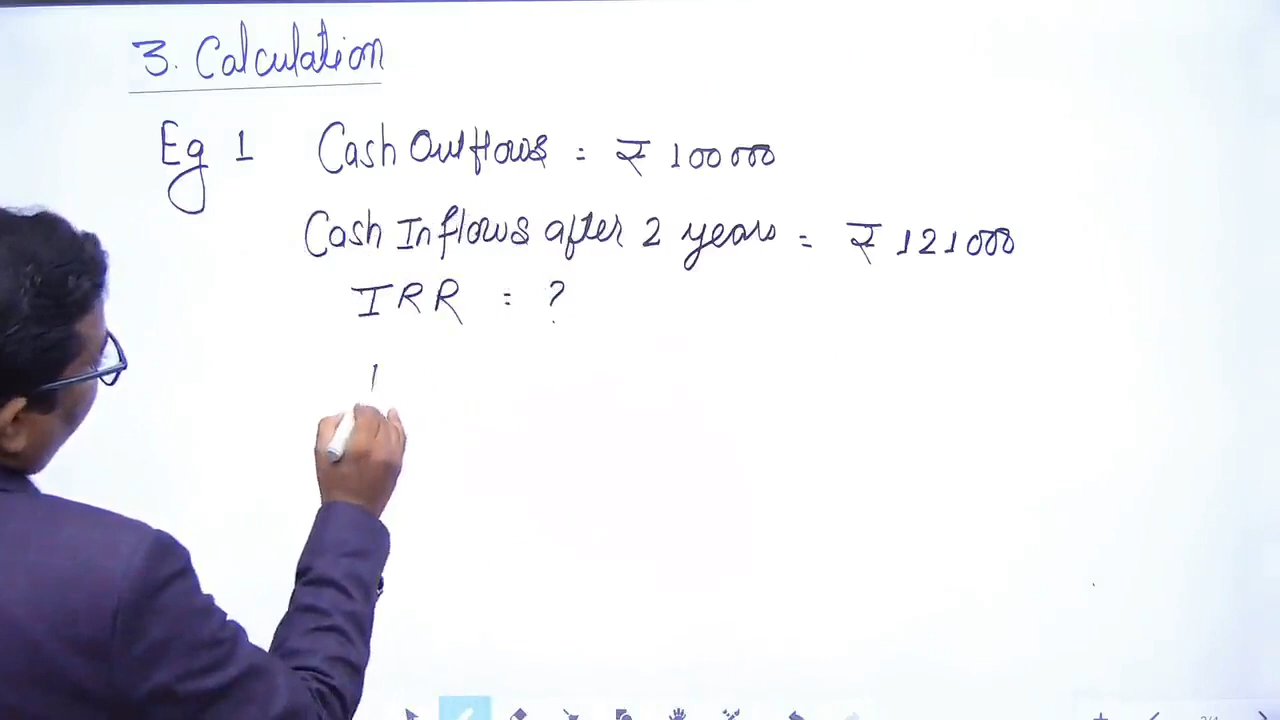 3. Calculation
Eg 1 Cash Outflows = ₹ 100000
Cash Inflows after 2 years = ₹ 121000
IRR = ?